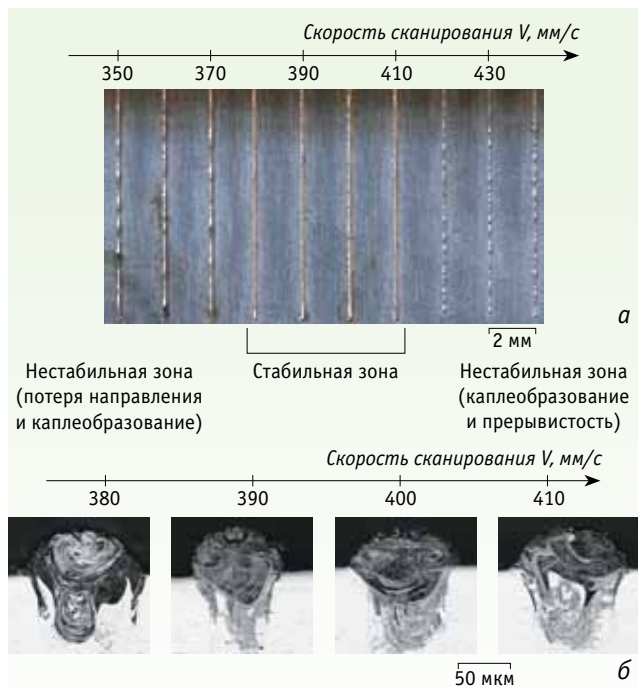 Скорость сканирования V, мм/с
350 370 390 410 430
а
2 мм
Нестабильная зона
(потеря направления
и каплеобразование)
Стабильная зона
Нестабильная зона
(каплеобразование
и прерывистость)
Скорость сканирования V, мм/с
380 390 400 410
50 мкм
б